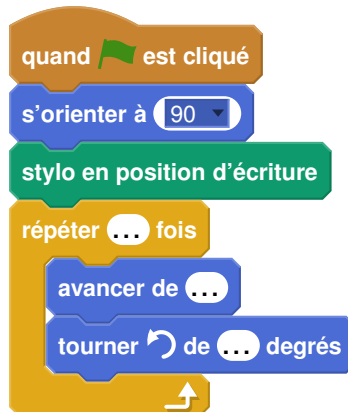 quand est cliqué
s'orienter à 90
stylo en position d'écriture
répéter ... fois
avancer de ...
tourner de ... degrés